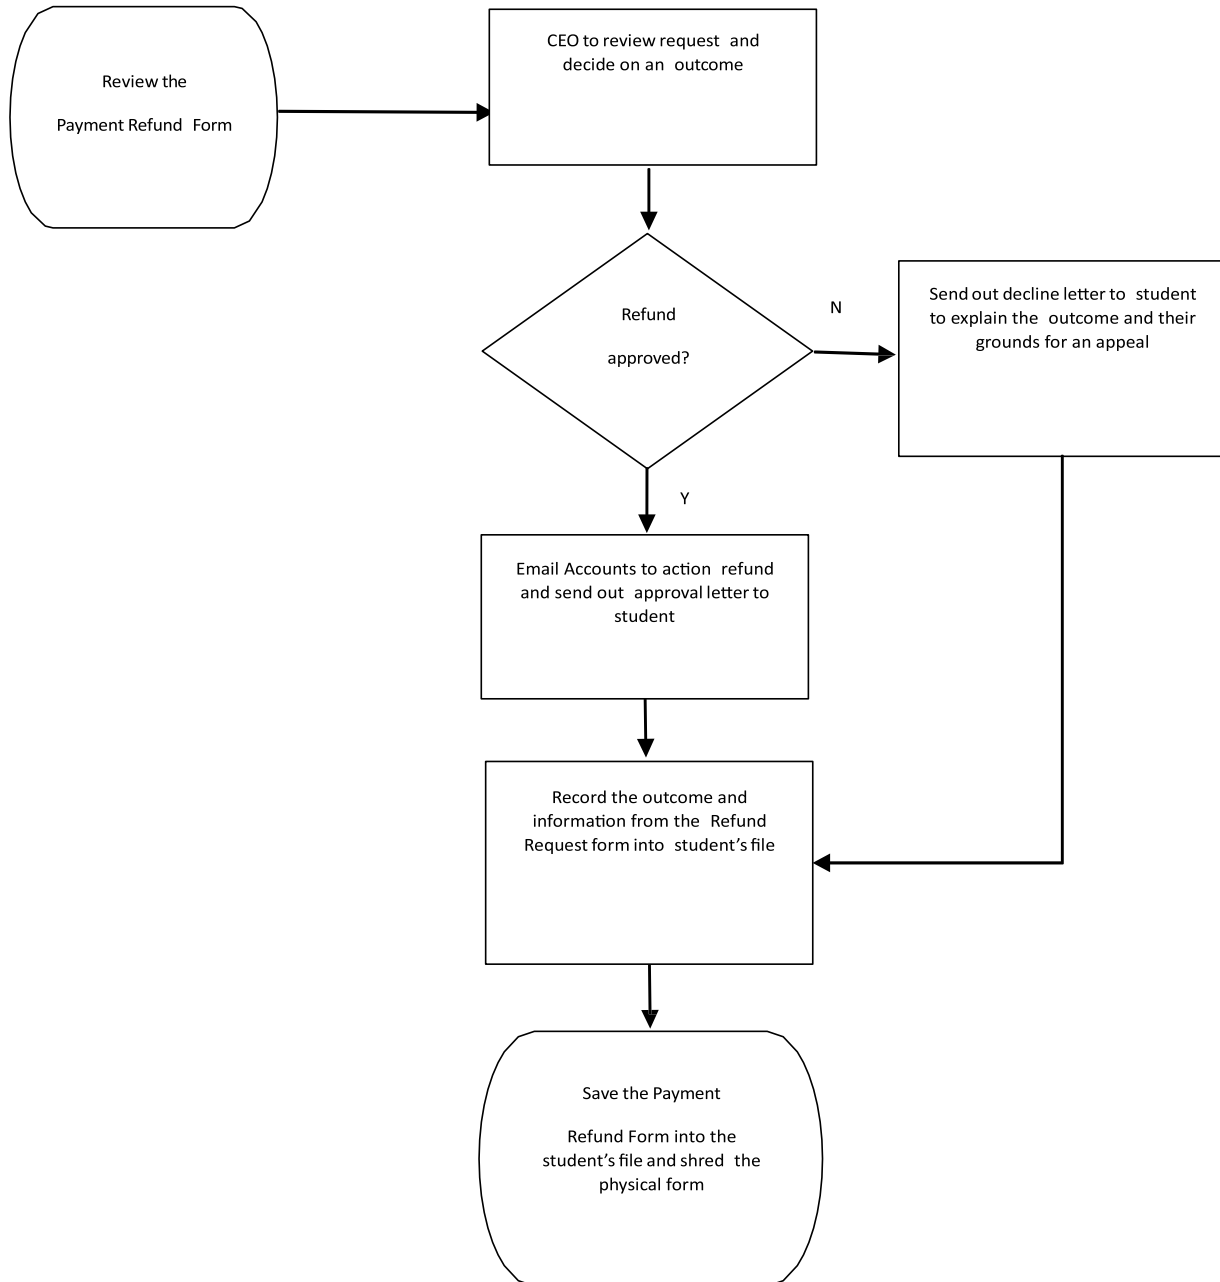 Review the
Payment Refund Form
CEO to review request and
decide on an outcome
Refund
approved?
N
Send out decline letter to student
to explain the outcome and their
grounds for an appeal
Y
Email Accounts to action refund
and send out approval letter to
student
Record the outcome and
information from the Refund
Request form into student’s file
Save the Payment
Refund Form into the
student’s file and shred the
physical form